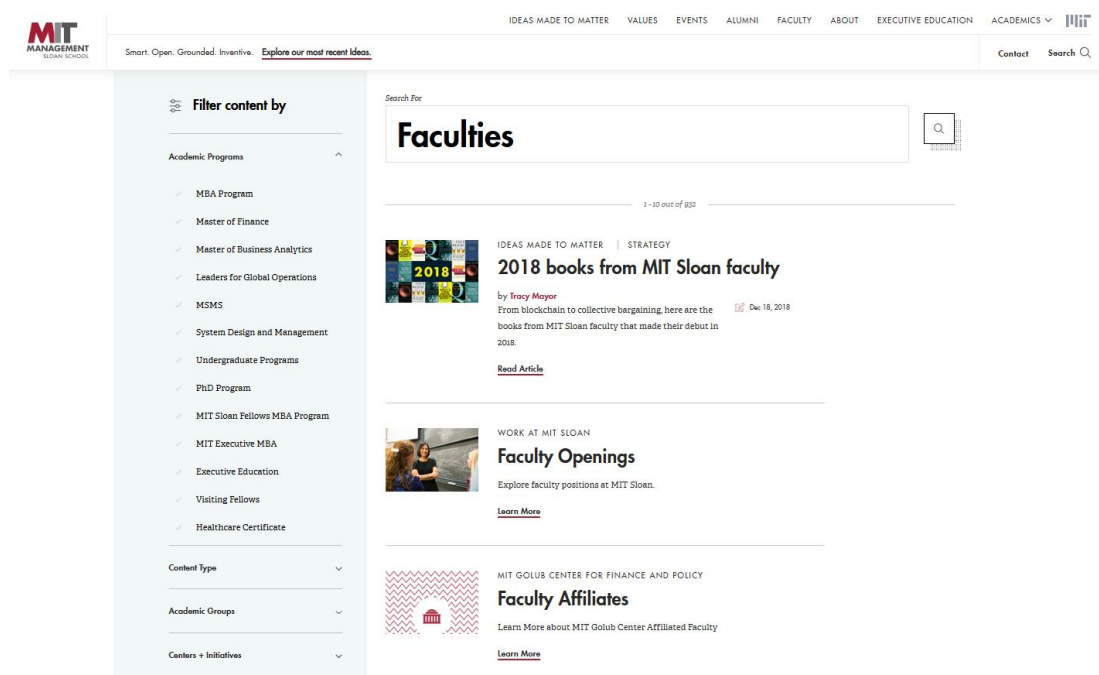 IDEAS MADE TO MATTER VALUES EVENTS ALUMNI FACULTY ABOUT EXECUTIVE EDUCATION ACADEMICS
MIT
MANAGEMENT
SLOAN SCHOOL
Smart. Open. Grounded. Inventive. Explore our most recent Ideas.
Contact Search
Filter content by
Academic Programs
MBA Program
Master of Finance
Master of Business Analytics
Leaders for Global Operations
MSMS
System Design and Management
Undergraduate Programs
PhD Program
MIT Sloan Fellows MBA Program
MIT Executive MBA
Executive Education
Visiting Fellows
Healthcare Certificate
Content Type
Academic Groups
Centers + Initiatives
Search For
Faculties
1 - 10 out of 932
2018
IDEAS MADE TO MATTER | STRATEGY
2018 books from MIT Sloan faculty
by Tracy Mayor
From blockchain to collective bargaining, here are the
books from MIT Sloan faculty that made their debut in
2018.
Dec 18, 2018
Read Article
WORK AT MIT SLOAN
Faculty Openings
Explore faculty positions at MIT Sloan.
Learn More
MIT GOLUB CENTER FOR FINANCE AND POLICY
Faculty Affiliates
Learn More about MIT Golub Center Affiliated Faculty
Learn More